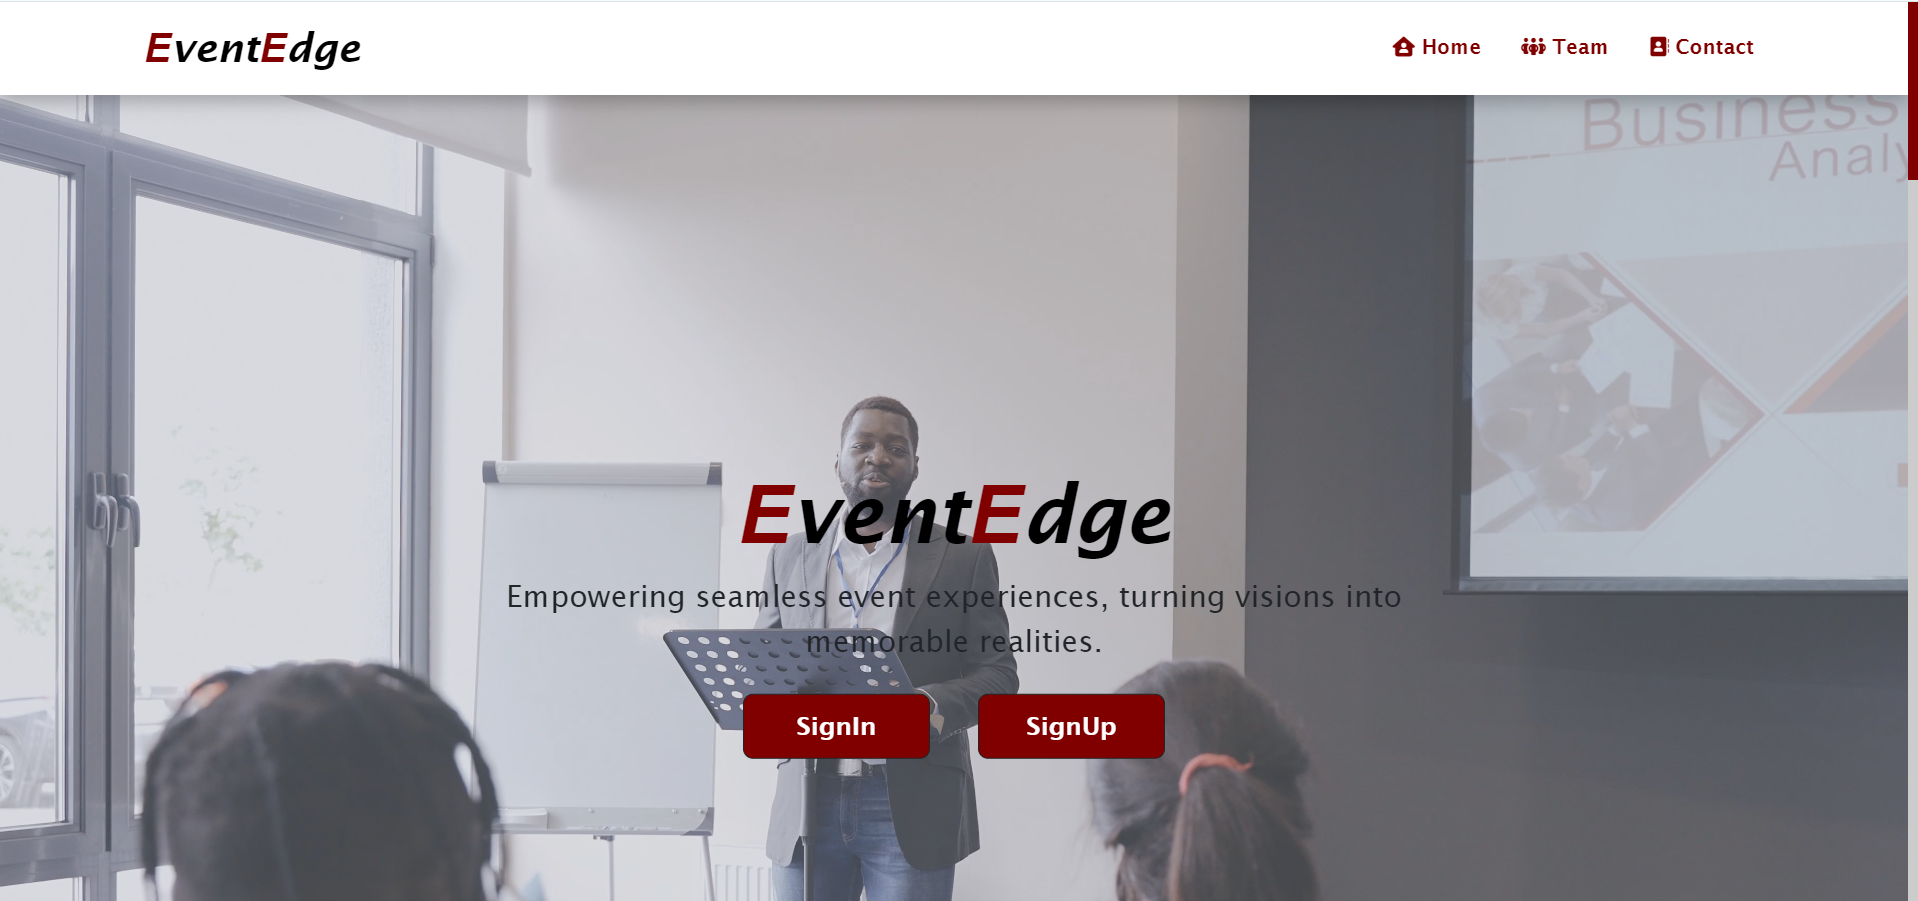 EventEdge
Home
Team
Contact
Business
Analy
EventEdge
Empowering seamless event experiences, turning visions into
memorable realities.
SignIn
SignUp